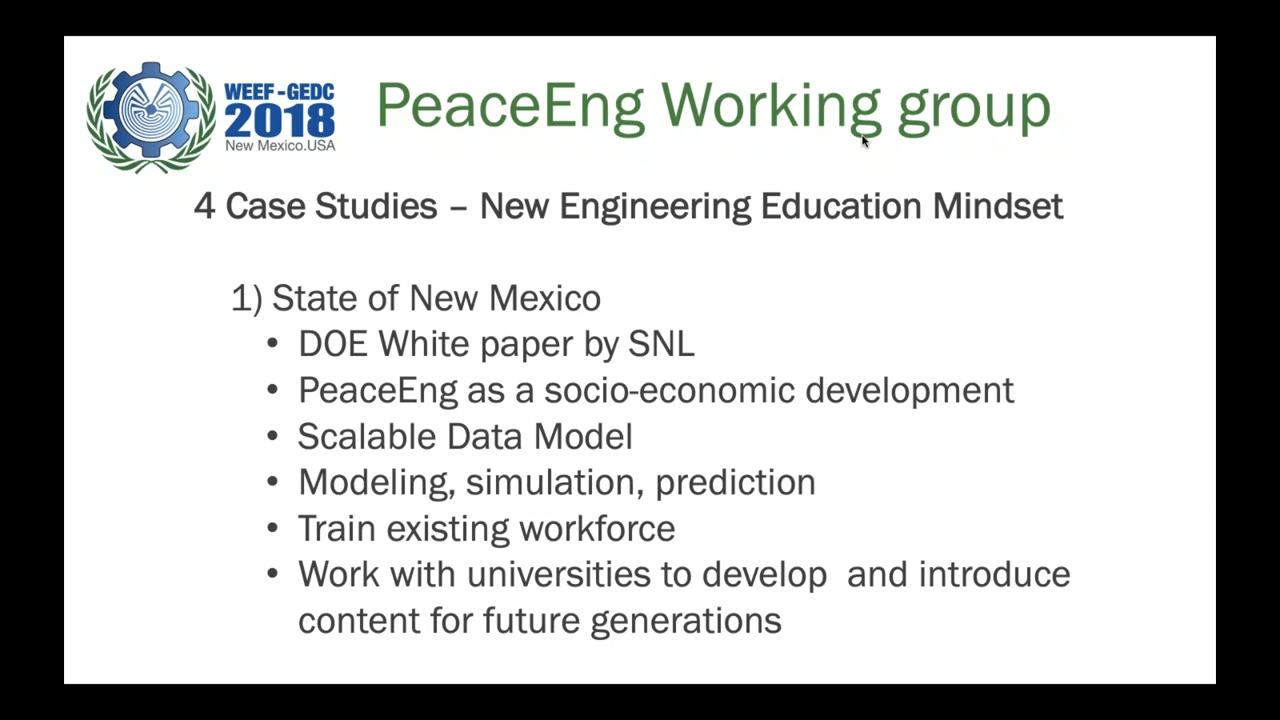 WEEF-GEDC
2018
New Mexico.USA
PeaceEng Working group
4 Case Studies – New Engineering Education Mindset
1) State of New Mexico
• DOE White paper by SNL
• PeaceEng as a socio-economic development
• Scalable Data Model
• Modeling, simulation, prediction
• Train existing workforce
• Work with universities to develop  and introduce
content for future generations